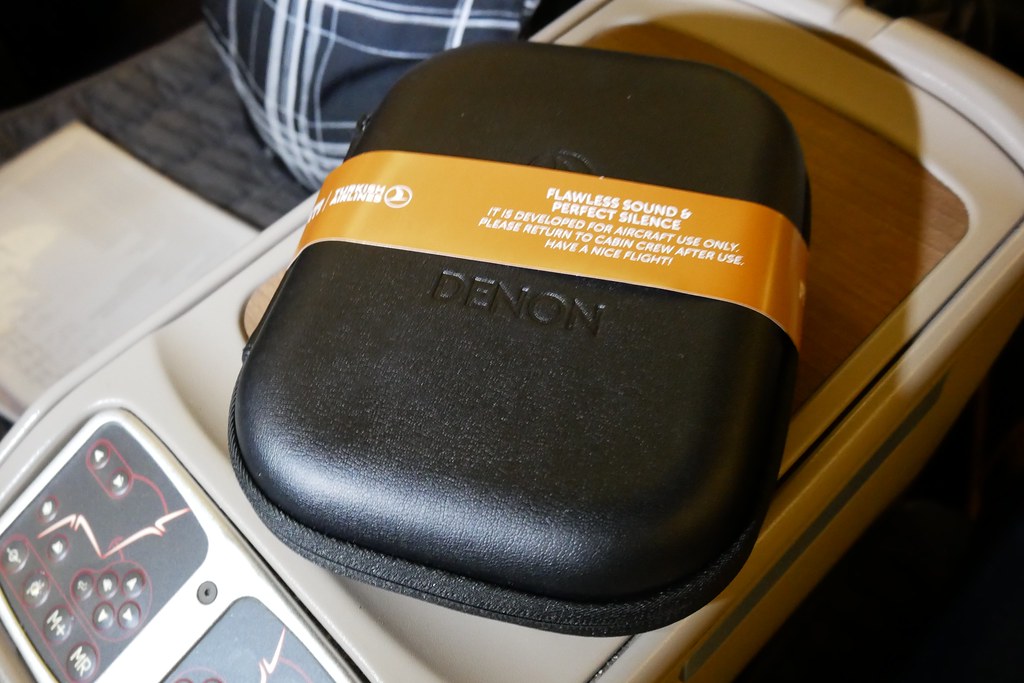 TURKISH
AIRLINES
FLAWLESS SOUND &
PERFECT SILENCE
IT IS DEVELOPED FOR AIRCRAFT USE ONLY.
PLEASE RETURN TO CABIN CREW AFTER USE.
HAVE A NICE FLIGHT!
DENON
M+
MR